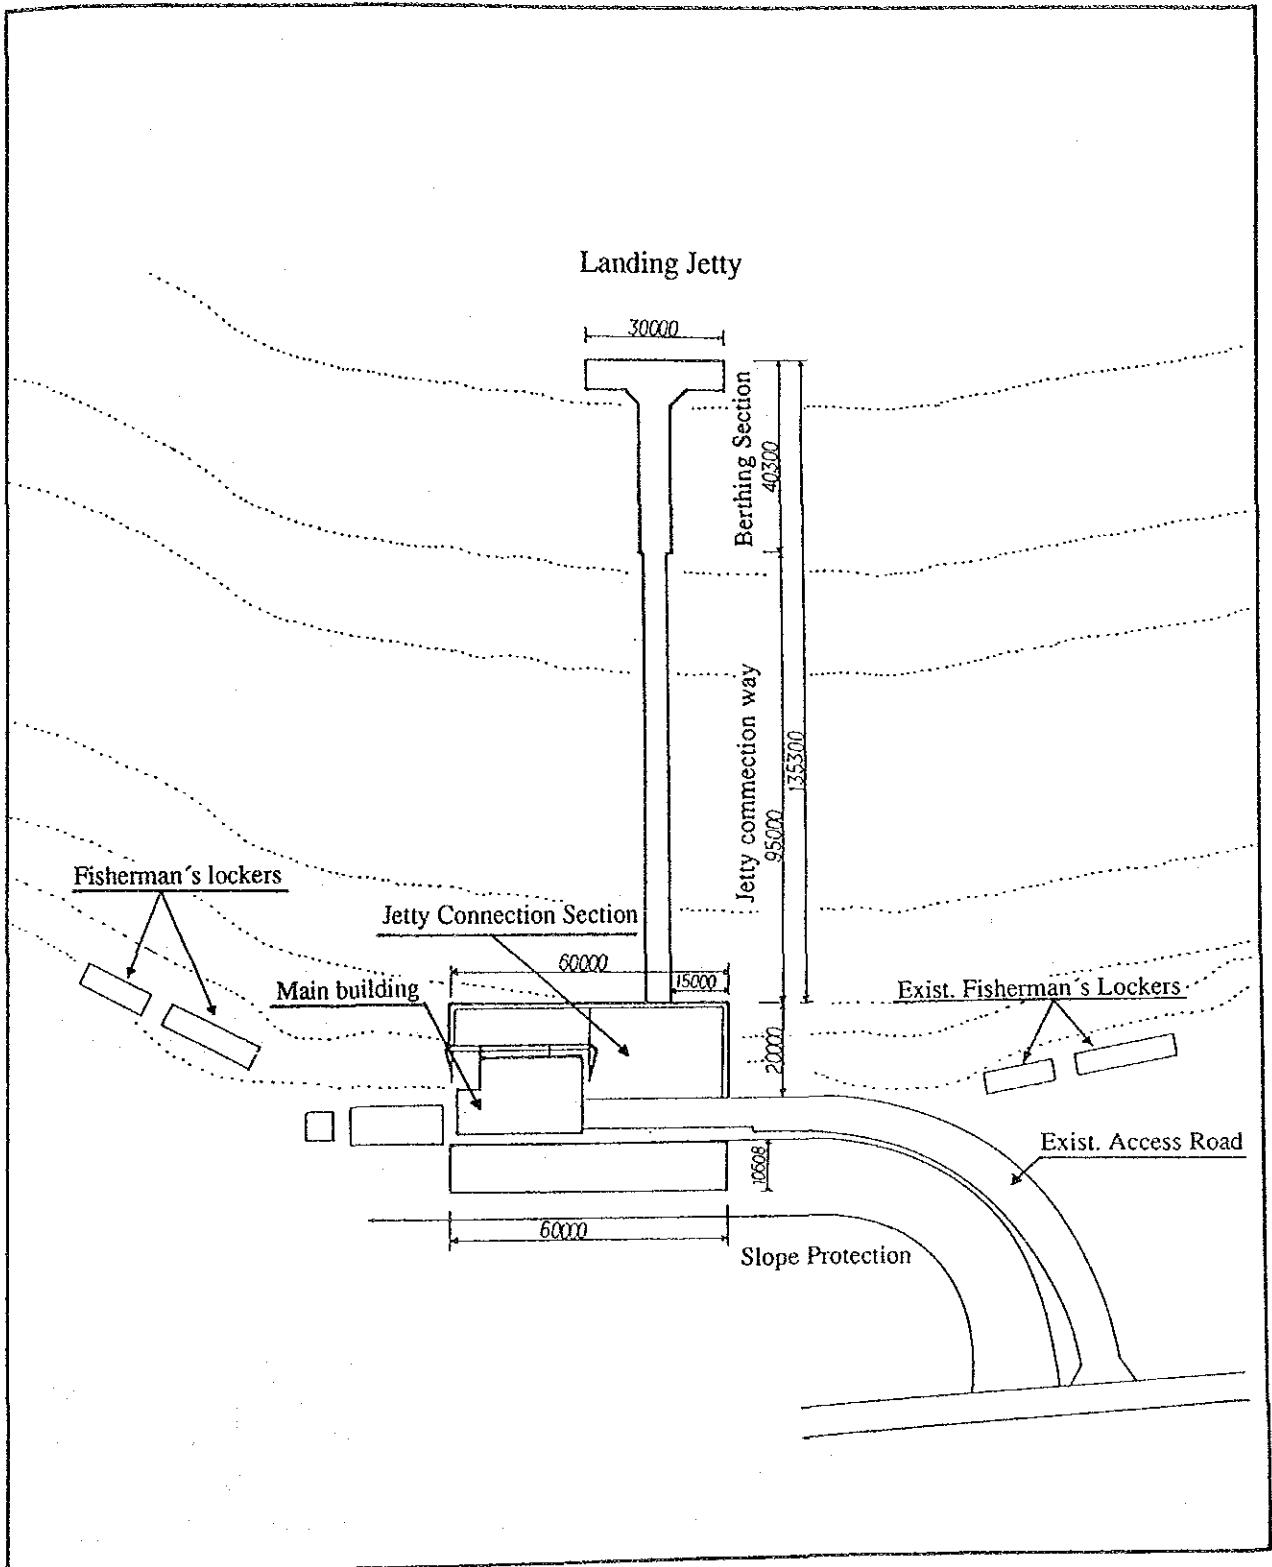 Landing Jetty
30000
Berthing Section
40300
Jetty commection way
135300
95000
Fisherman´s lockers
Jetty Connection Section
60000
15000
Main building
Exist. Fisherman´s Lockers
20000
Exist. Access Road
10608
60000
Slope Protection